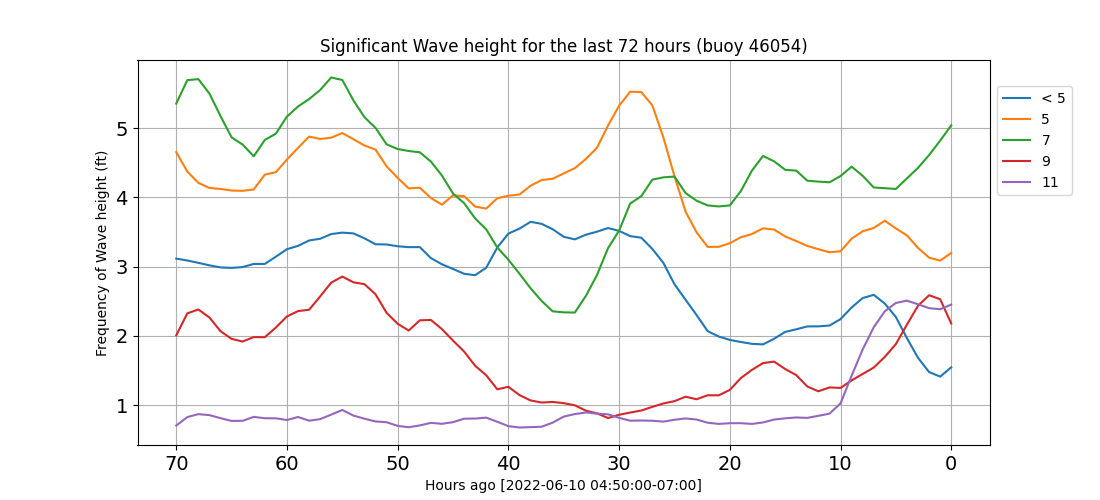 Significant Wave height for the last 72 hours (buoy 46054)
Frequency of Wave height (ft)
5
4
3
2
1
70 60 50 40 30 20 10 0
Hours ago [2022-06-10 04:50:00-07:00]
< 5
5
7
9
11